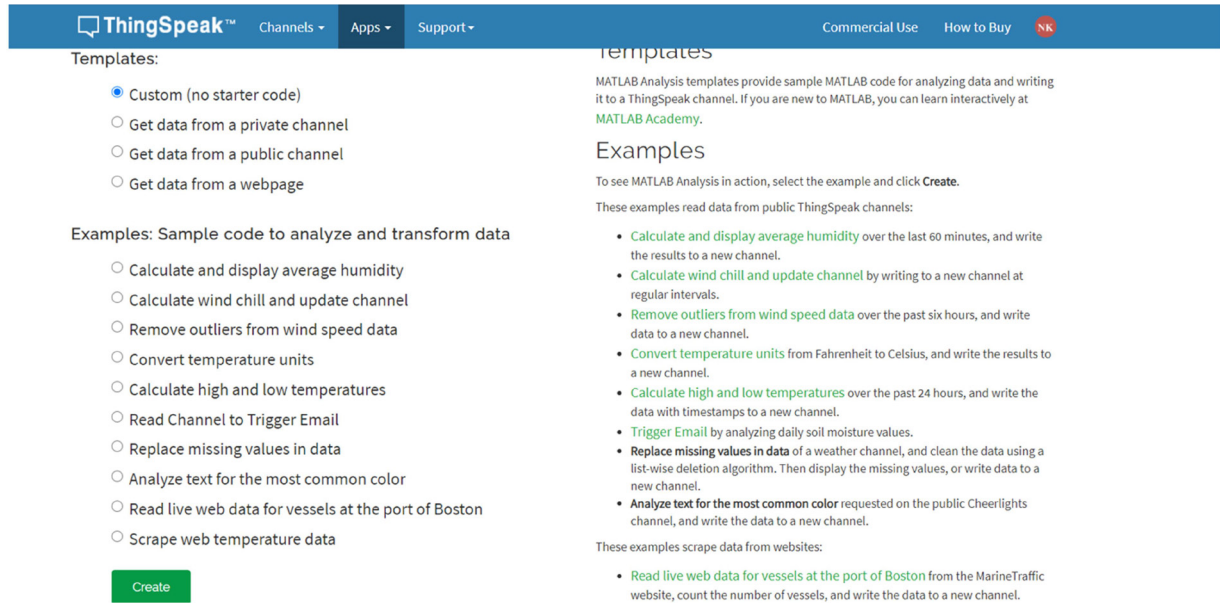 ThingSpeak™ Channels Apps Support Commercial Use How to Buy NK
Templates:
Custom (no starter code)
Get data from a private channel
Get data from a public channel
Get data from a webpage
Examples: Sample code to analyze and transform data
Calculate and display average humidity
Calculate wind chill and update channel
Remove outliers from wind speed data
Convert temperature units
Calculate high and low temperatures
Read Channel to Trigger Email
Replace missing values in data
Analyze text for the most common color
Read live web data for vessels at the port of Boston
Scrape web temperature data
Create
Templates
MATLAB Analysis templates provide sample MATLAB code for analyzing data and writing
it to a ThingSpeak channel. If you are new to MATLAB, you can learn interactively at
MATLAB Academy.
Examples
To see MATLAB Analysis in action, select the example and click Create.
These examples read data from public ThingSpeak channels:
• Calculate and display average humidity over the last 60 minutes, and write
the results to a new channel.
• Calculate wind chill and update channel by writing to a new channel at
regular intervals.
• Remove outliers from wind speed data over the past six hours, and write
data to a new channel.
• Convert temperature units from Fahrenheit to Celsius, and write the results to
a new channel.
• Calculate high and low temperatures over the past 24 hours, and write the
data with timestamps to a new channel.
• Trigger Email by analyzing daily soil moisture values.
• Replace missing values in data of a weather channel, and clean the data using a
list-wise deletion algorithm. Then display the missing values, or write data to a
new channel.
• Analyze text for the most common color requested on the public Cheerlights
channel, and write the data to a new channel.
These examples scrape data from websites:
• Read live web data for vessels at the port of Boston from the MarineTraffic
website, count the number of vessels, and write the data to a new channel.